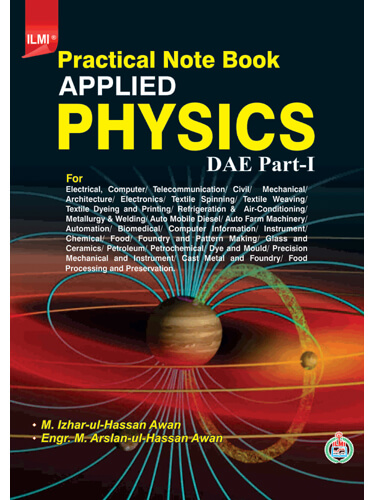 ILMI ®
Practical Note Book
APPLIED
PHYSICS
DAE Part-I
For
Electrical, Computer/ Telecommunication/ Civil/ Mechanical/
Architecture/ Electronics/ Textile Spinning/ Textile Weaving/
Textile Dyeing and Printing/ Refrigeration & Air-Conditioning/
Metallurgy & Welding/ Auto Mobile Diesel/ Auto Farm Machinery/
Automation/ Biomedical/ Computer Information/ Instrument/
Chemical/ Food/ Foundry and Pattern Making/ Glass and
Ceramics/ Petroleum/ Petrochemical/ Dye and Mould/ Precision
Mechanical and Instrument/ Cast Metal and Foundry/ Food
Processing and Preservation.
• M. Izhar-ul-Hassan Awan
• Engr. M. Arslan-ul-Hassan Awan
ILMI